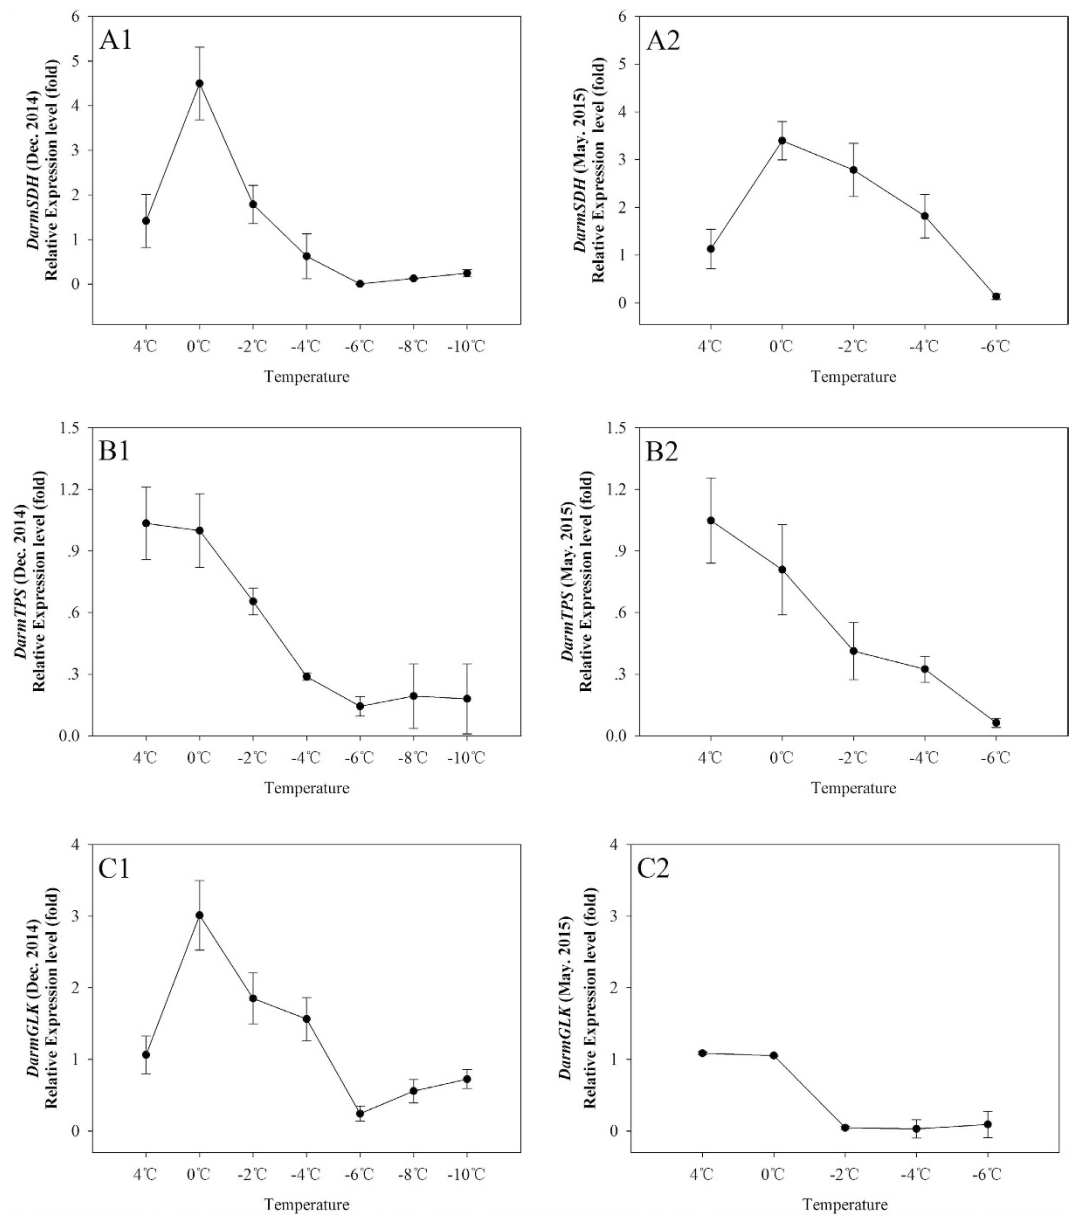 A1
DarmSDH (Dec. 2014)
Relative Expression level (fold)
6
5
4
3
2
1
0
4℃ 0℃ -2℃ -4℃ -6℃ -8℃ -10℃
Temperature
A2
DarmSDH (May. 2015)
Relative Expression level (fold)
6
5
4
3
2
1
0
4℃ 0℃ -2℃ -4℃ -6℃
Temperature
B1
DarmTPS (Dec. 2014)
Relative Expression level (fold)
1.5
1.2
.9
.6
.3
0.0
4℃ 0℃ -2℃ -4℃ -6℃ -8℃ -10℃
Temperature
B2
DarmTPS (May. 2015)
Relative Expression level (fold)
1.5
1.2
.9
.6
.3
0.0
4℃ 0℃ -2℃ -4℃ -6℃
Temperature
C1
DarmGLK (Dec. 2014)
Relative Expression level (fold)
4
3
2
1
0
4℃ 0℃ -2℃ -4℃ -6℃ -8℃ -10℃
Temperature
C2
DarmGLK (May. 2015)
Relative Expression level (fold)
4
3
2
1
0
4℃ 0℃ -2℃ -4℃ -6℃
Temperature